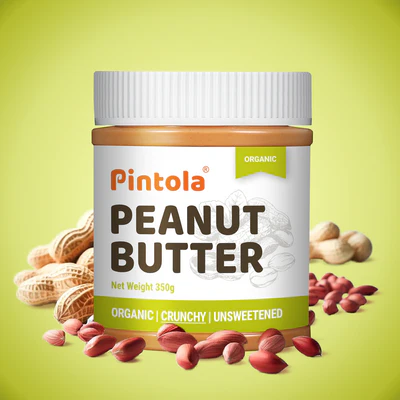 ORGANIC
Pintola®
PEANUT
BUTTER
Net Weight 350g
ORGANIC | CRUNCHY | UNSWEETENED